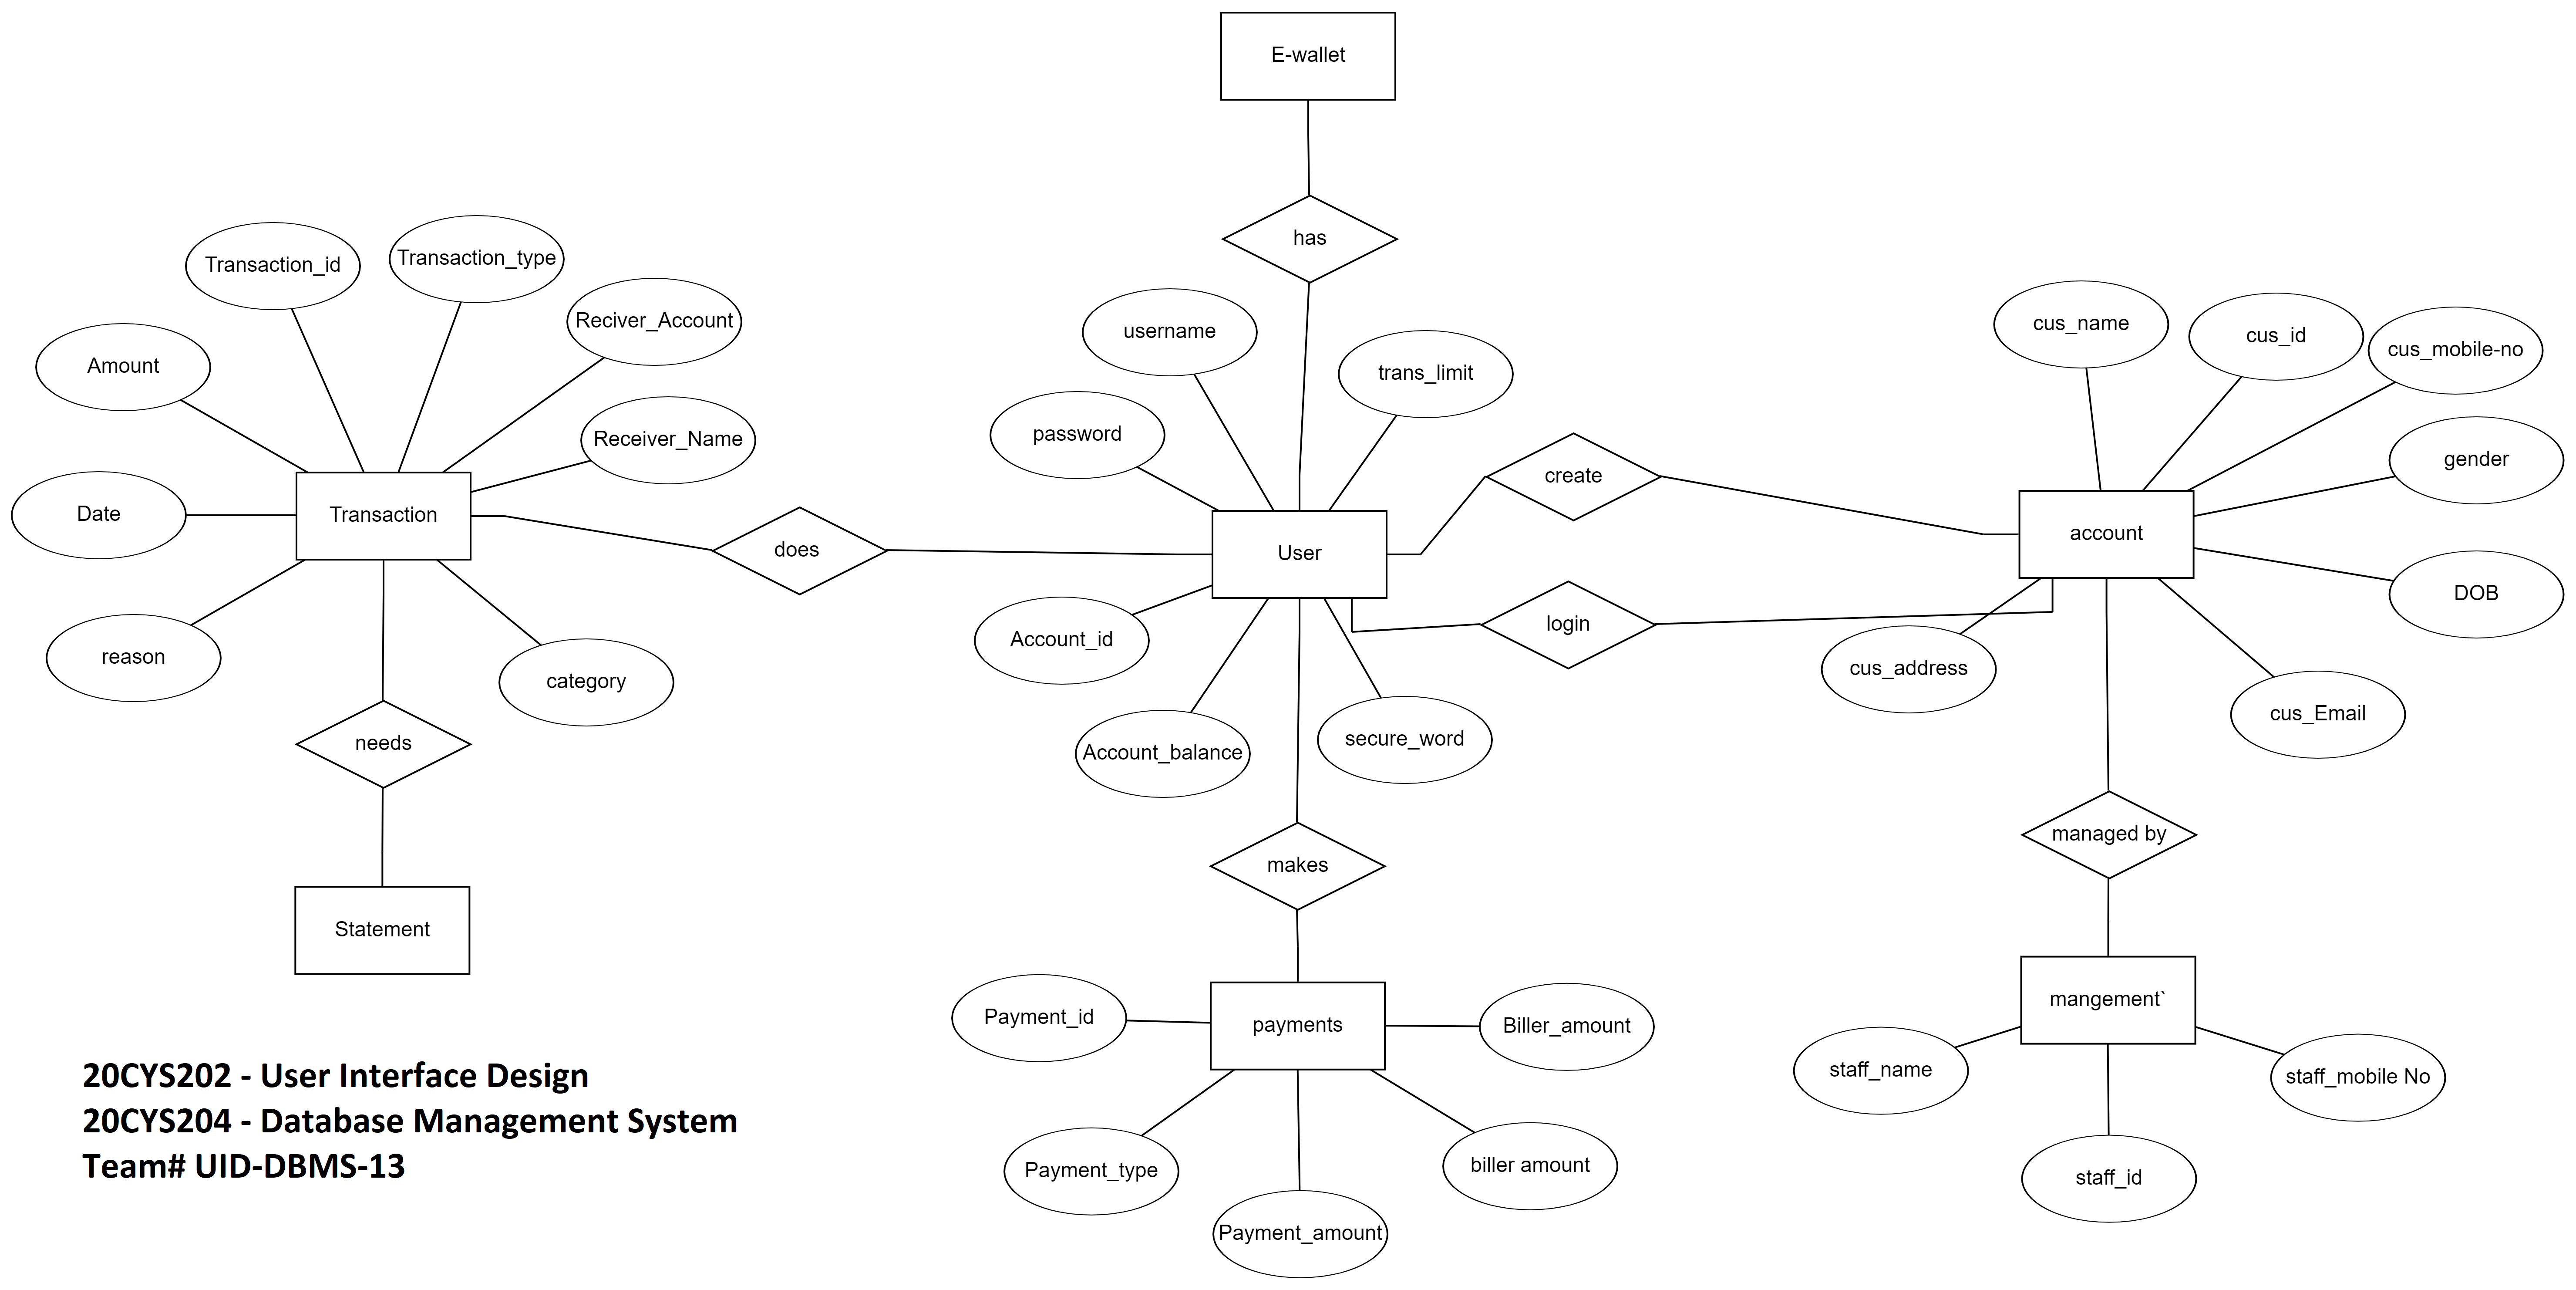 E-wallet
has
Transaction_id
Transaction_type
Reciver_Account
Amount
Receiver_Name
Date
Transaction
reason
category
needs
Statement
does
username
trans_limit
password
User
Account_id
Account_balance
secure_word
create
login
cus_name
cus_id
cus_mobile-no
gender
account
DOB
cus_address
cus_Email
makes
managed by
payments
Payment_id
Biller_amount
Payment_type
biller amount
Payment_amount
mangement`
staff_name
staff_mobile No
staff_id
20CYS202 - User Interface Design
20CYS204 - Database Management System
Team# UID-DBMS-13